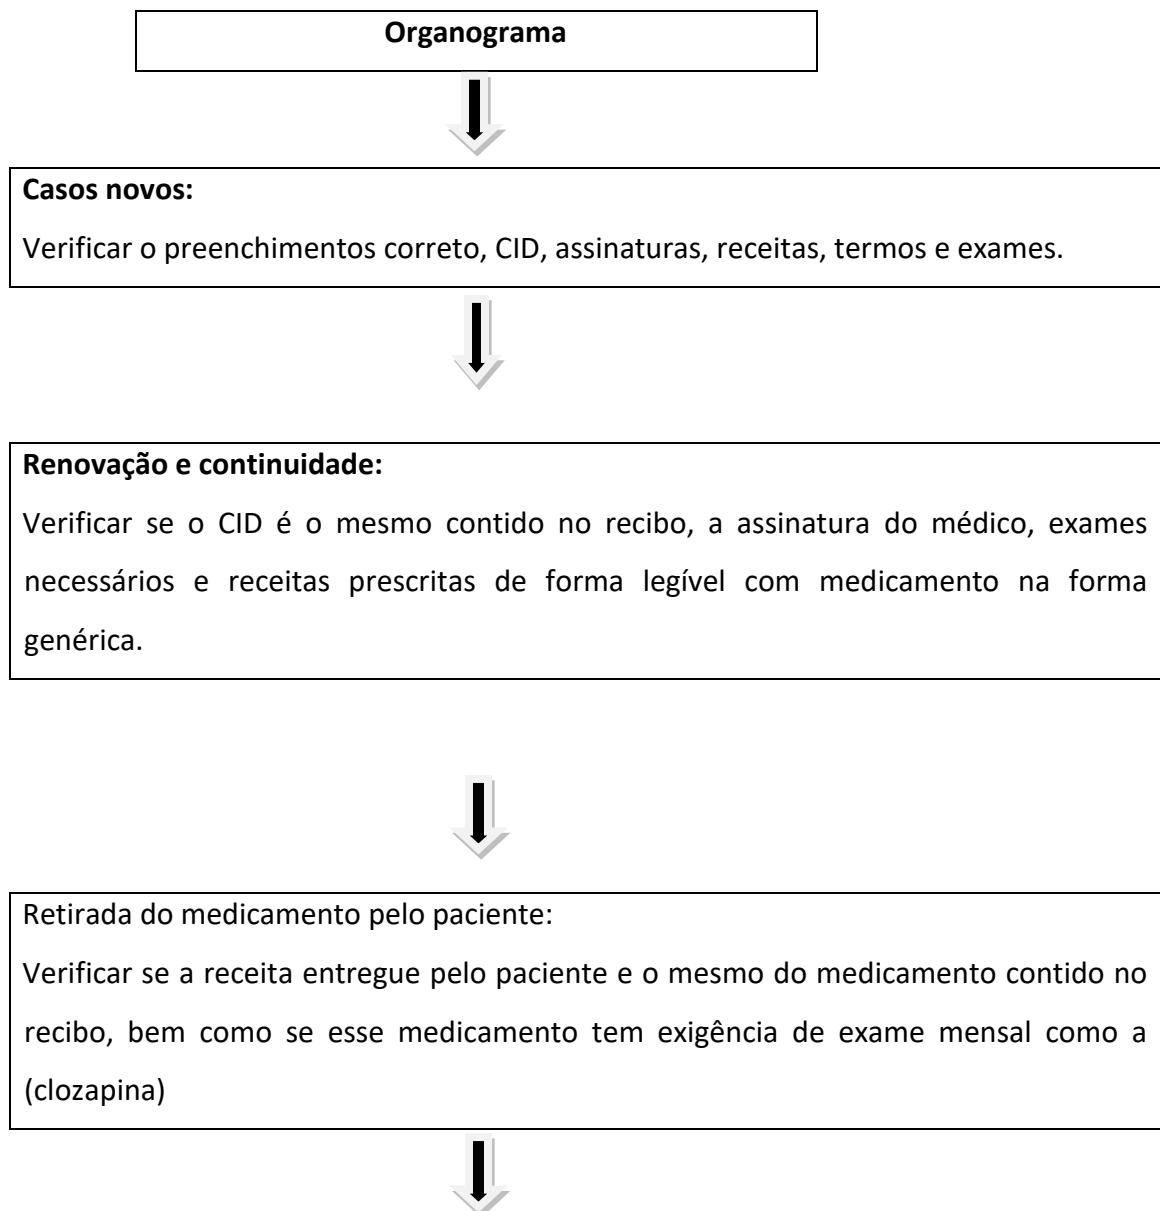 Organograma
Casos novos:
Verificar o preenchimentos correto, CID, assinaturas, receitas, termos e exames.
Renovação e continuidade:
Verificar se o CID é o mesmo contido no recibo, a assinatura do médico, exames
necessários e receitas prescritas de forma legível com medicamento na forma
genérica.
Retirada do medicamento pelo paciente:
Verificar se a receita entregue pelo paciente e o mesmo do medicamento contido no
recibo, bem como se esse medicamento tem exigência de exame mensal como a
(clozapina)